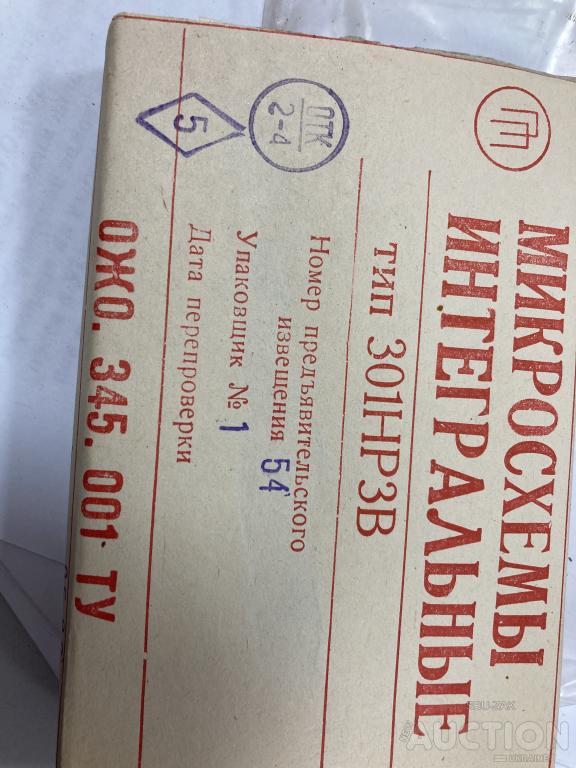 МИКРОСХЕМЫ
ИНТЕГРАЛЬНЫЕ
тип 301НР3В
Номер предъявительского
извещения 54
Упаковщик № 1
Дата перепроверки
ОТК
2-4
5
ОЖО. 345. 001 ТУ
AUCTION
UKRAINE